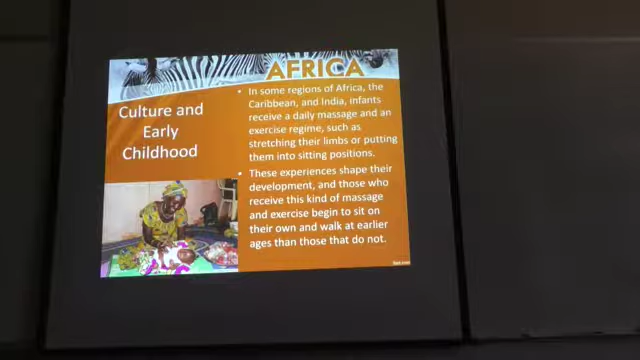 AFRICA
Culture and
Early
Childhood
• In some regions of Africa, the
Caribbean, and India, infants
receive a daily massage and an
exercise regime, such as
stretching their limbs or putting
them into sitting positions.
• These experiences shape their
development, and those who
receive this kind of massage
and exercise begin to sit on
their own and walk at earlier
ages than those that do not.